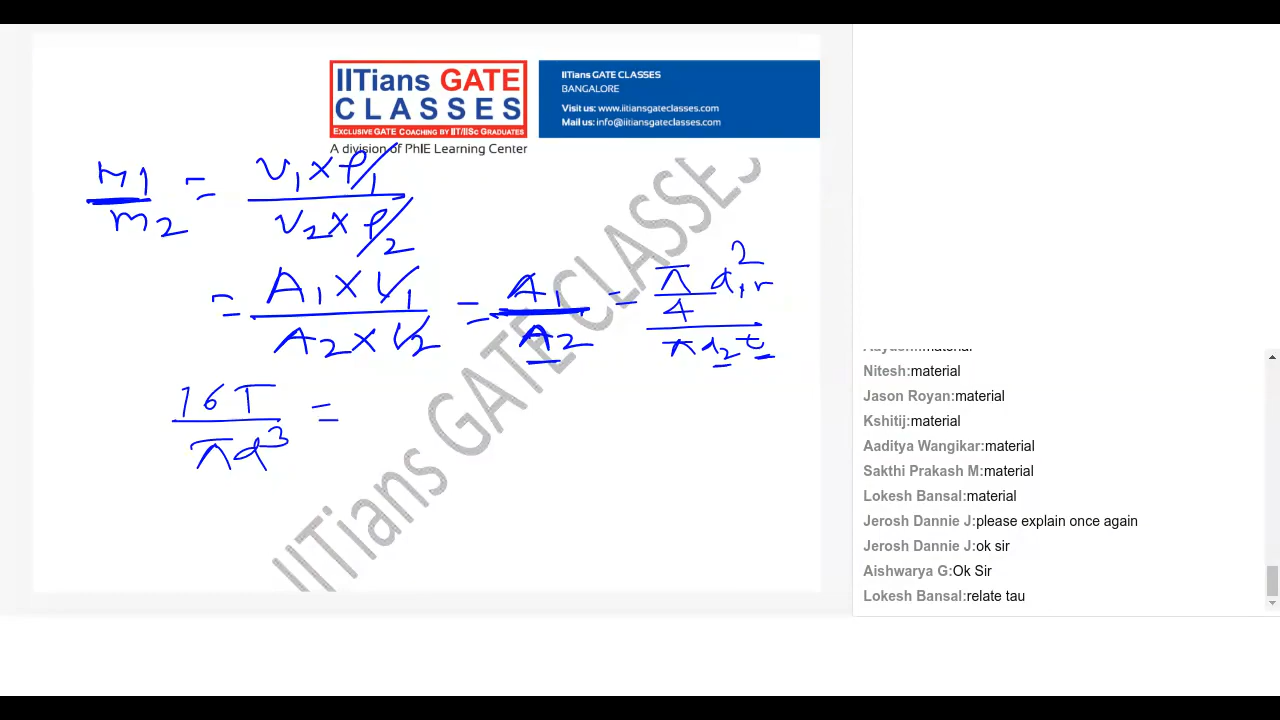 IITians GATE
CLASSES
EXCLUSIVE GATE COACHING BY IIT/IISC GRADUATES
A division of PhIE Learning Center
IITians GATE CLASSES
BANGALORE
Visit us: www.iitiansgateclasses.com
Mail us: info@iitiansgateclasses.com
IITians GATE CLASSES
m1/m2 = v1 x ρ1 / v2 x ρ2
= A1 x L1 / A2 x L2 = A1/A2 = π/4 d1² / π d2 t
16T/πd³ =
Nitesh:material
Jason Royan:material
Kshitij:material
Aaditya Wangikar:material
Sakthi Prakash M:material
Lokesh Bansal:material
Jerosh Dannie J:please explain once again
Jerosh Dannie J:ok sir
Aishwarya G:Ok Sir
Lokesh Bansal:relate tau